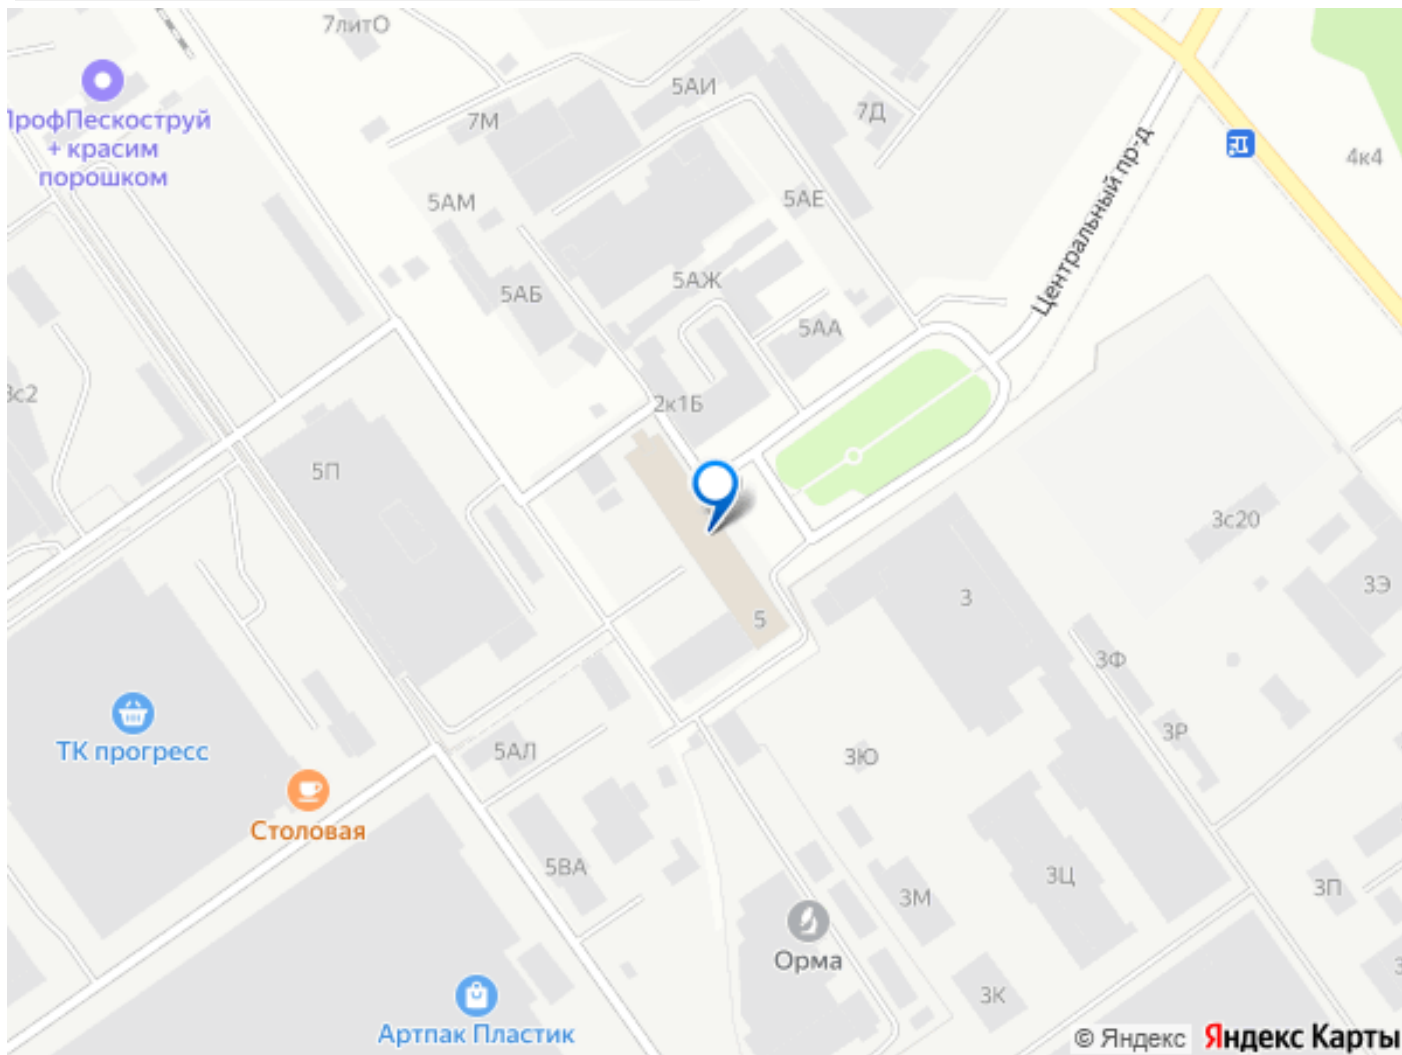 7литО
5АИ
7Д
7М
ПрофПескоструй
+ красим
порошком
4к4
Центральный пр-д
5АМ
5АЕ
5АБ
5АЖ
5АА
3с2
2к1Б
5П
3с20
3Э
3
5
3Ф
3Р
ТК прогресс
5АЛ
3Ю
Столовая
5ВА
3Ц
3М
3П
Орма
3К
Артпак Пластик
© Яндекс Яндекс Карты